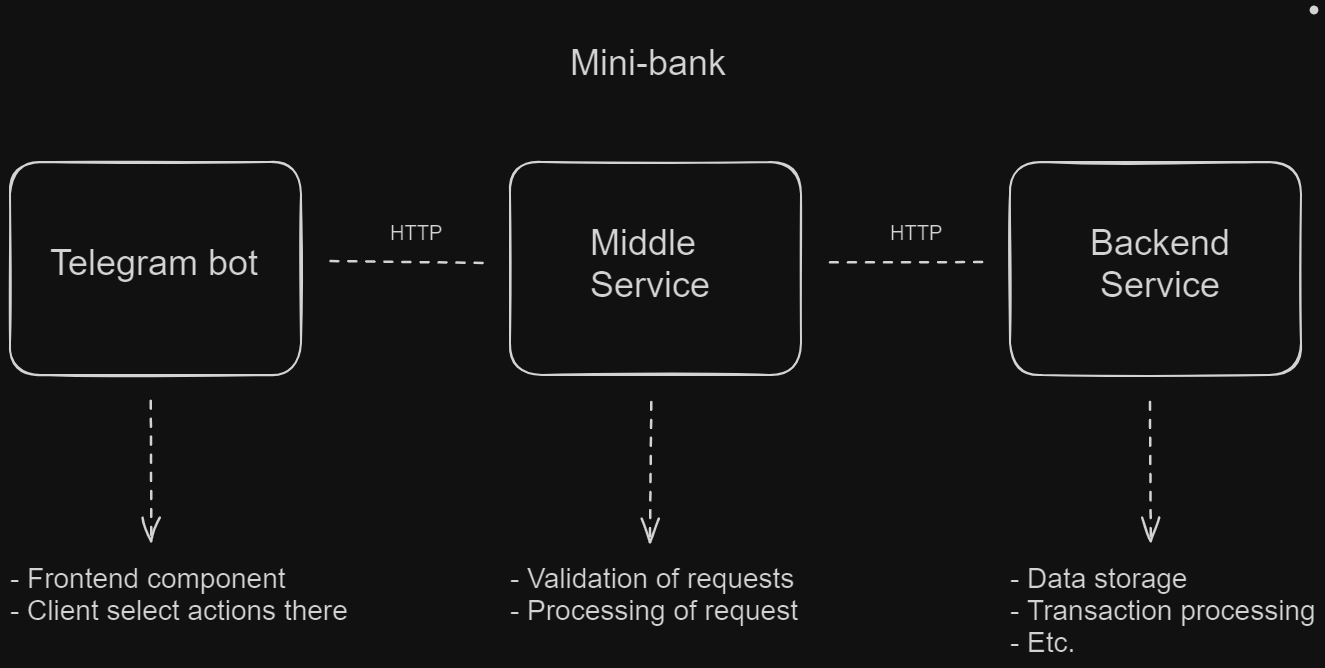 Mini-bank
Telegram bot
HTTP
Middle
Service
HTTP
Backend
Service
- Frontend component
- Client select actions there
- Validation of requests
- Processing of request
- Data storage
- Transaction processing
- Etc.